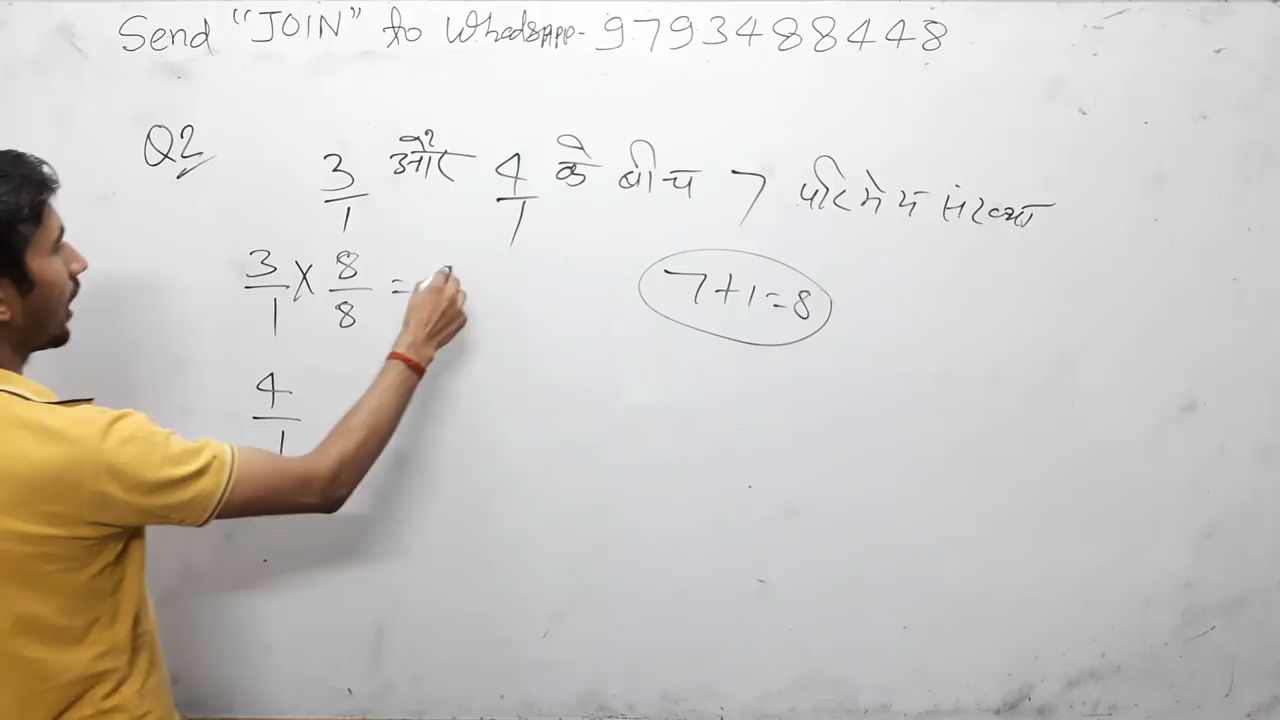 Send "JOIN" to WhatsApp- 9793488448
Q2 3/1 और 4/1 के बीच 7 परिमेय संख्या
3/1 × 8/8 =
7+1=8
4/1